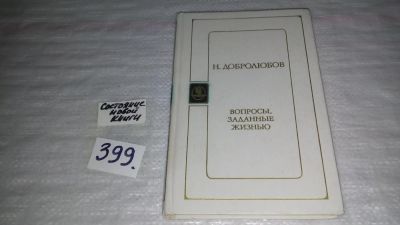 Состояние
новой
книги
399.
Н. ДОБРОЛЮБОВ
ВОПРОСЫ,
ЗАДАННЫЕ
ЖИЗНЬЮ